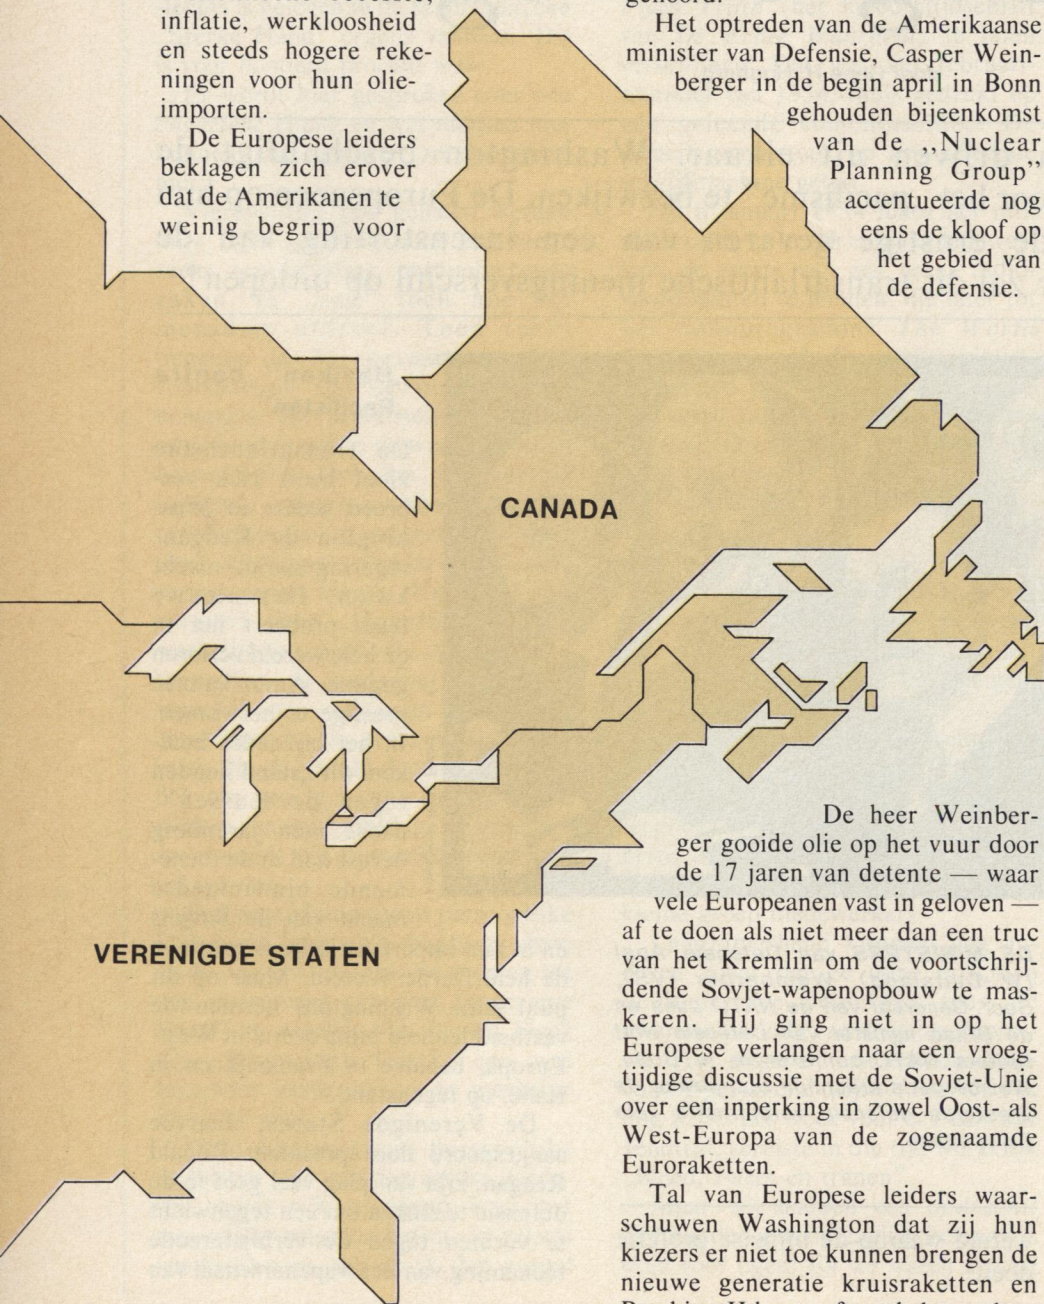 inflatie, werkloosheid
en steeds hogere reke-
ningen voor hun olie-
importen.
De Europese leiders
beklagen zich erover
dat de Amerikanen te
weinig begrip voor
Het optreden van de Amerikaanse
minister van Defensie, Casper Wein-
berger in de begin april in Bonn
gehouden bijeenkomst
van de ,,Nuclear
Planning Group”
accentueerde nog
eens de kloof op
het gebied van
de defensie.
CANADA
VERENIGDE STATEN
De heer Weinber-
ger gooide olie op het vuur door
de 17 jaren van detente — waar
vele Europeanen vast in geloven —
af te doen als niet meer dan een truc
van het Kremlin om de voortschrij-
dende Sovjet-wapenopbouw te mas-
keren. Hij ging niet in op het
Europese verlangen naar een vroeg-
tijdige discussie met de Sovjet-Unie
over een inperking in zowel Oost- als
West-Europa van de zogenaamde
Euroraketten.
Tal van Europese leiders waar-
schuwen Washington dat zij hun
kiezers er niet toe kunnen brengen de
nieuwe generatie kruisraketten en